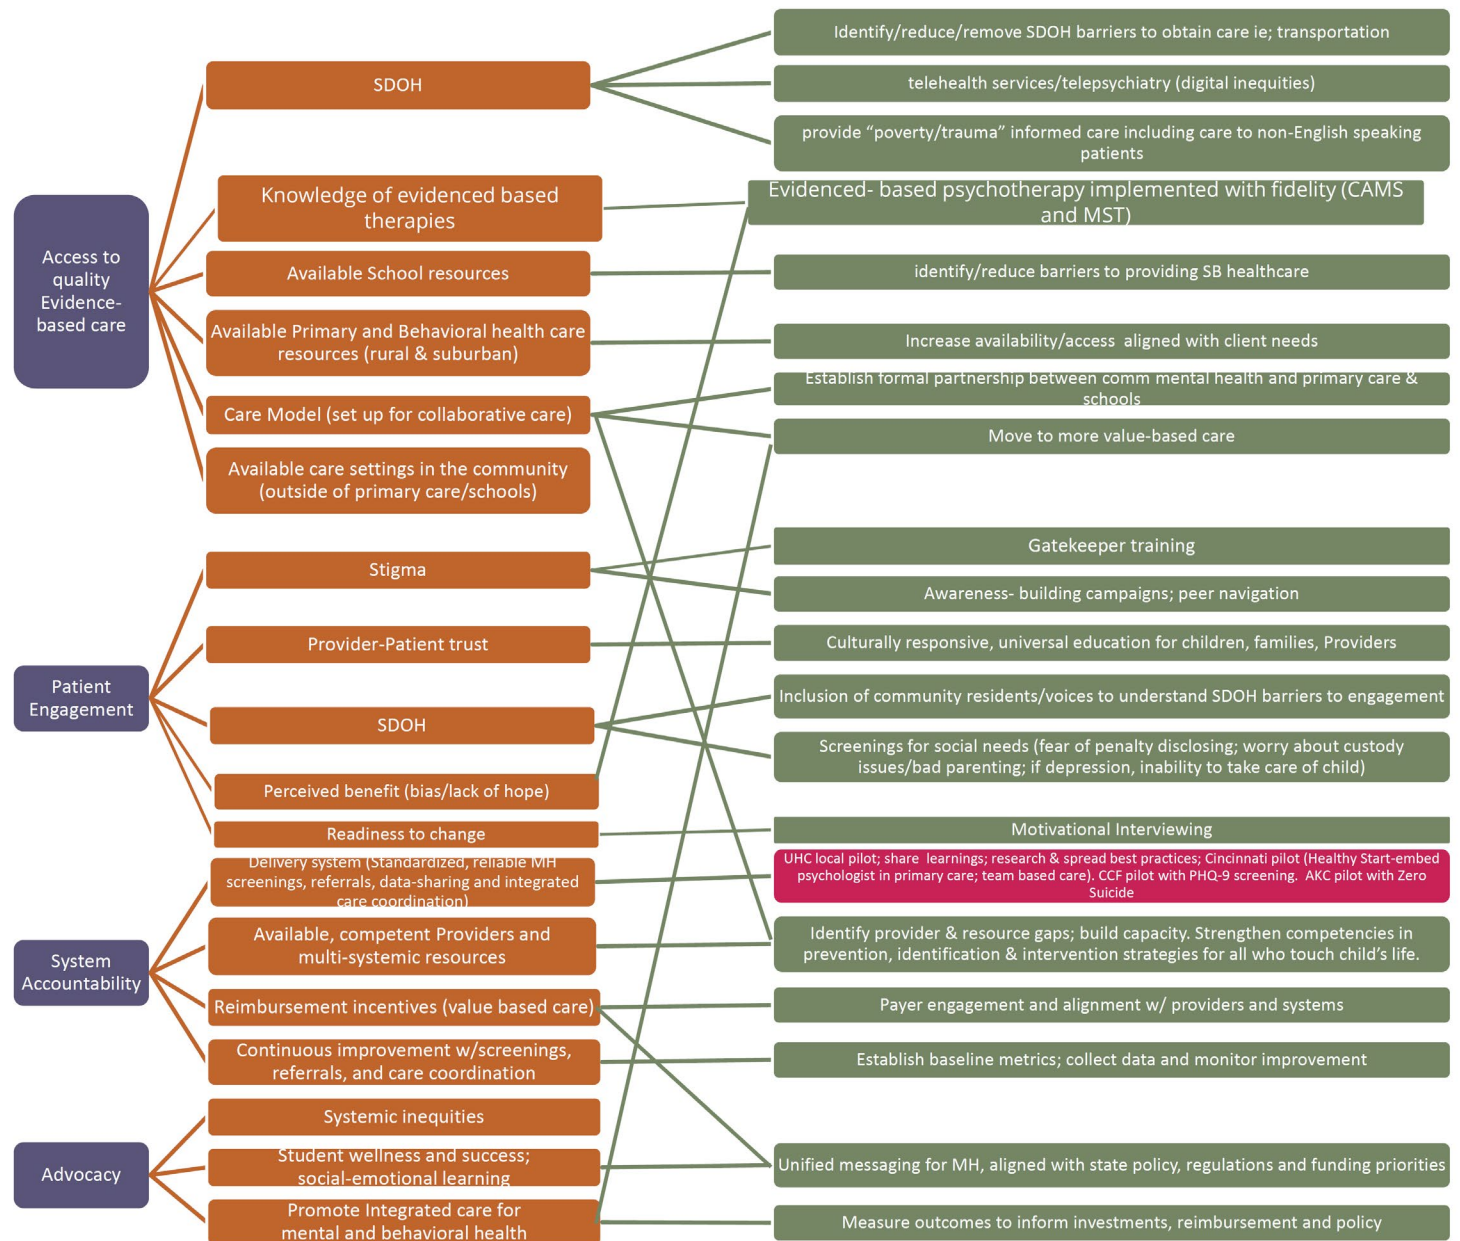 Access to
quality
Evidence-
based care
SDOH
Identify/reduce/remove SDOH barriers to obtain care ie; transportation
telehealth services/telepsychiatry (digital inequities)
provide “poverty/trauma” informed care including care to non-English speaking
patients
Knowledge of evidenced based
therapies
Evidenced- based psychotherapy implemented with fidelity (CAMS
and MST)
Available School resources
identify/reduce barriers to providing SB healthcare
Available Primary and Behavioral health care
resources (rural & suburban)
Increase availability/access aligned with client needs
Care Model (set up for collaborative care)
Establish formal partnership between comm mental health and primary care &
schools
Move to more value-based care
Available care settings in the community
(outside of primary care/schools)
Patient
Engagement
Stigma
Gatekeeper training
Awareness- building campaigns; peer navigation
Provider-Patient trust
Culturally responsive, universal education for children, families, Providers
SDOH
Inclusion of community residents/voices to understand SDOH barriers to engagement
Screenings for social needs (fear of penalty disclosing; worry about custody
issues/bad parenting; if depression, inability to take care of child)
Perceived benefit (bias/lack of hope)
Readiness to change
Motivational Interviewing
System
Accountability
Delivery system (Standardized, reliable MH
screenings, referrals, data-sharing and integrated
care coordination)
UHC local pilot; share learnings; research & spread best practices; Cincinnati pilot (Healthy Start-embed
psychologist in primary care; team based care). CCF pilot with PHQ-9 screening. AKC pilot with Zero
Suicide
Available, competent Providers and
multi-systemic resources
Identify provider & resource gaps; build capacity. Strengthen competencies in
prevention, identification & intervention strategies for all who touch child’s life.
Reimbursement incentives (value based care)
Payer engagement and alignment w/ providers and systems
Continuous improvement w/screenings,
referrals, and care coordination
Establish baseline metrics; collect data and monitor improvement
Advocacy
Systemic inequities
Student wellness and success;
social-emotional learning
Unified messaging for MH, aligned with state policy, regulations and funding priorities
Promote Integrated care for
mental and behavioral health
Measure outcomes to inform investments, reimbursement and policy